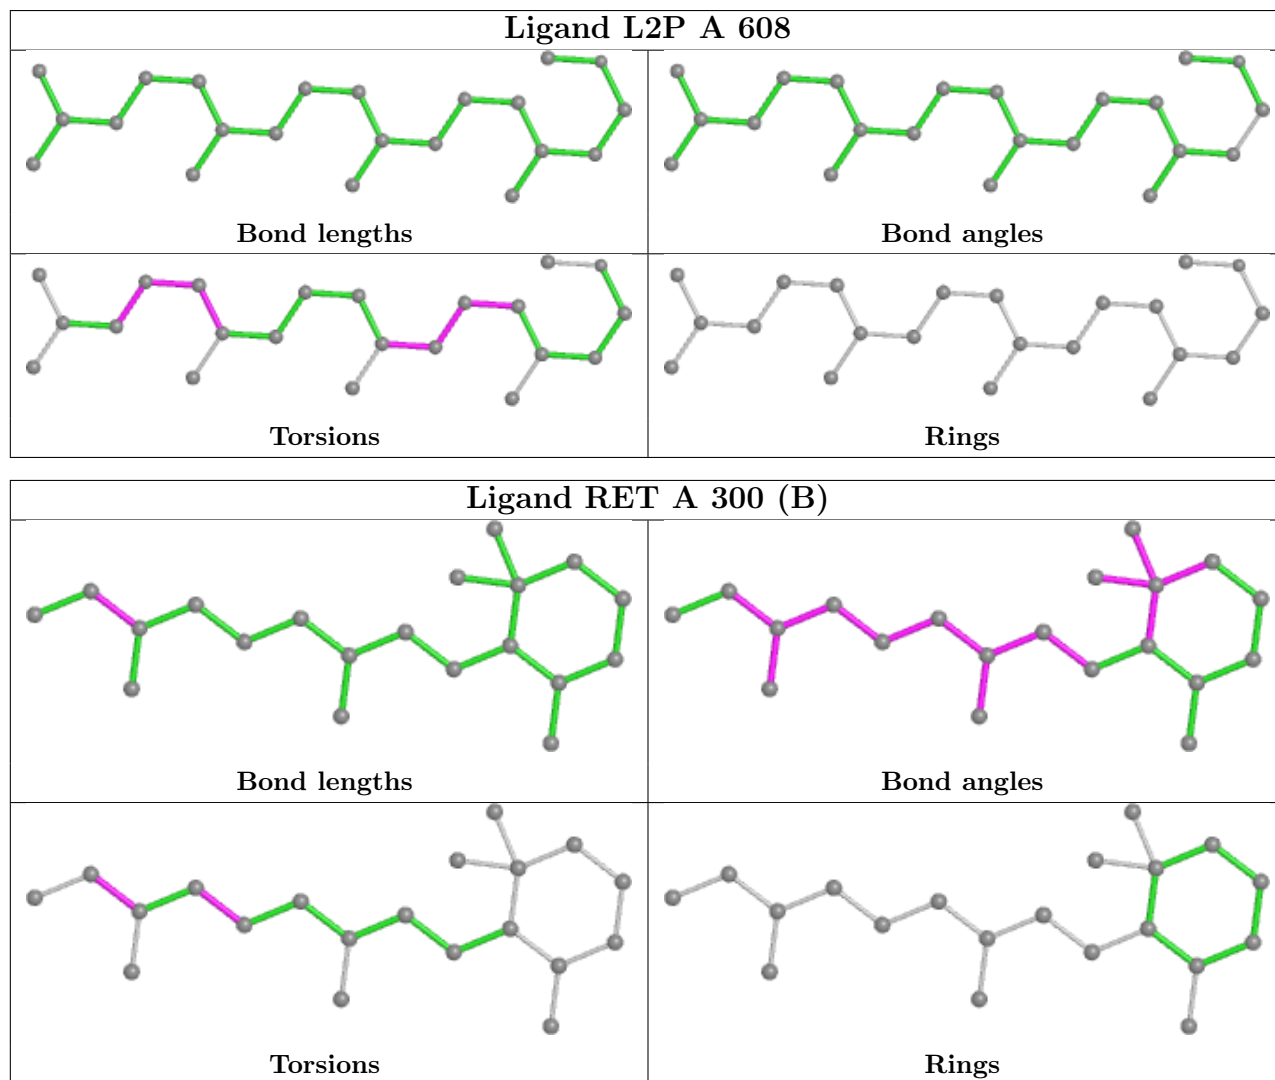 Ligand L2P A 608
Bond lengths
Bond angles
Torsions
Rings
Ligand RET A 300 (B)
Bond lengths
Bond angles
Torsions
Rings